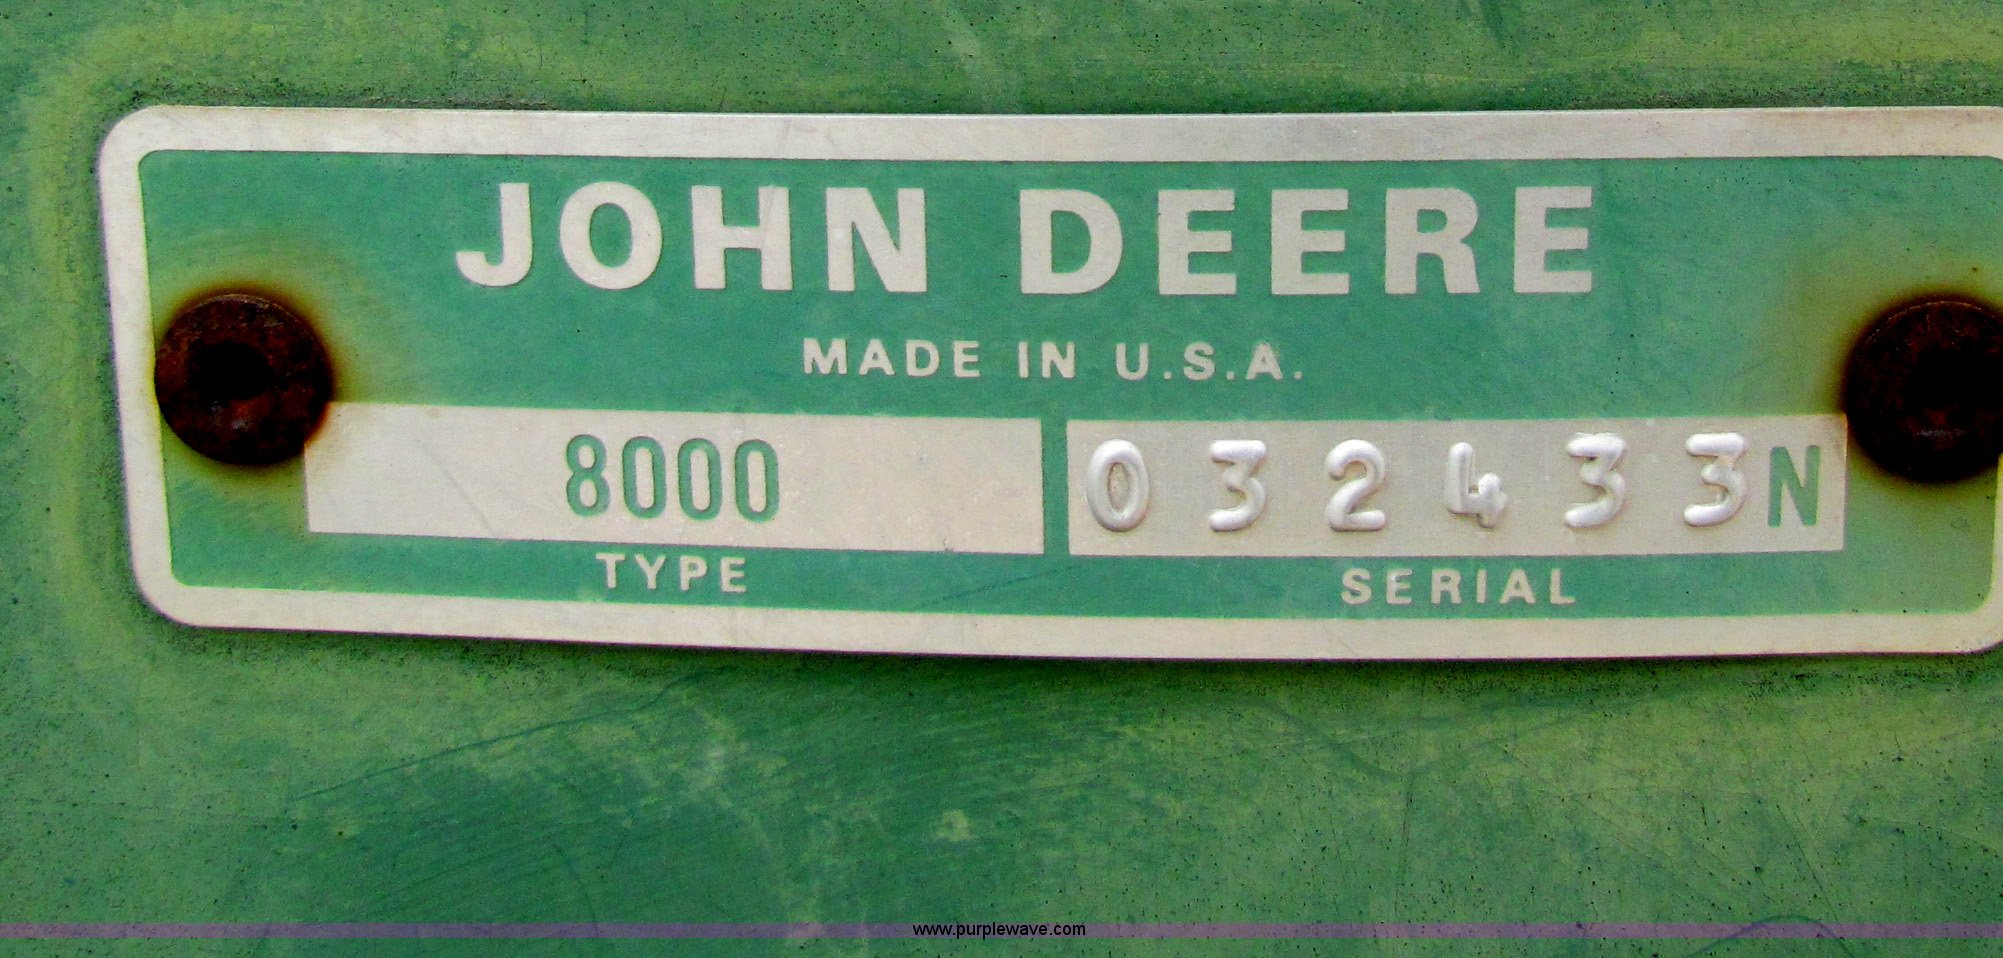 JOHN DEERE
MADE IN U.S.A.
8000 032433N
TYPE SERIAL
www.purplewave.com